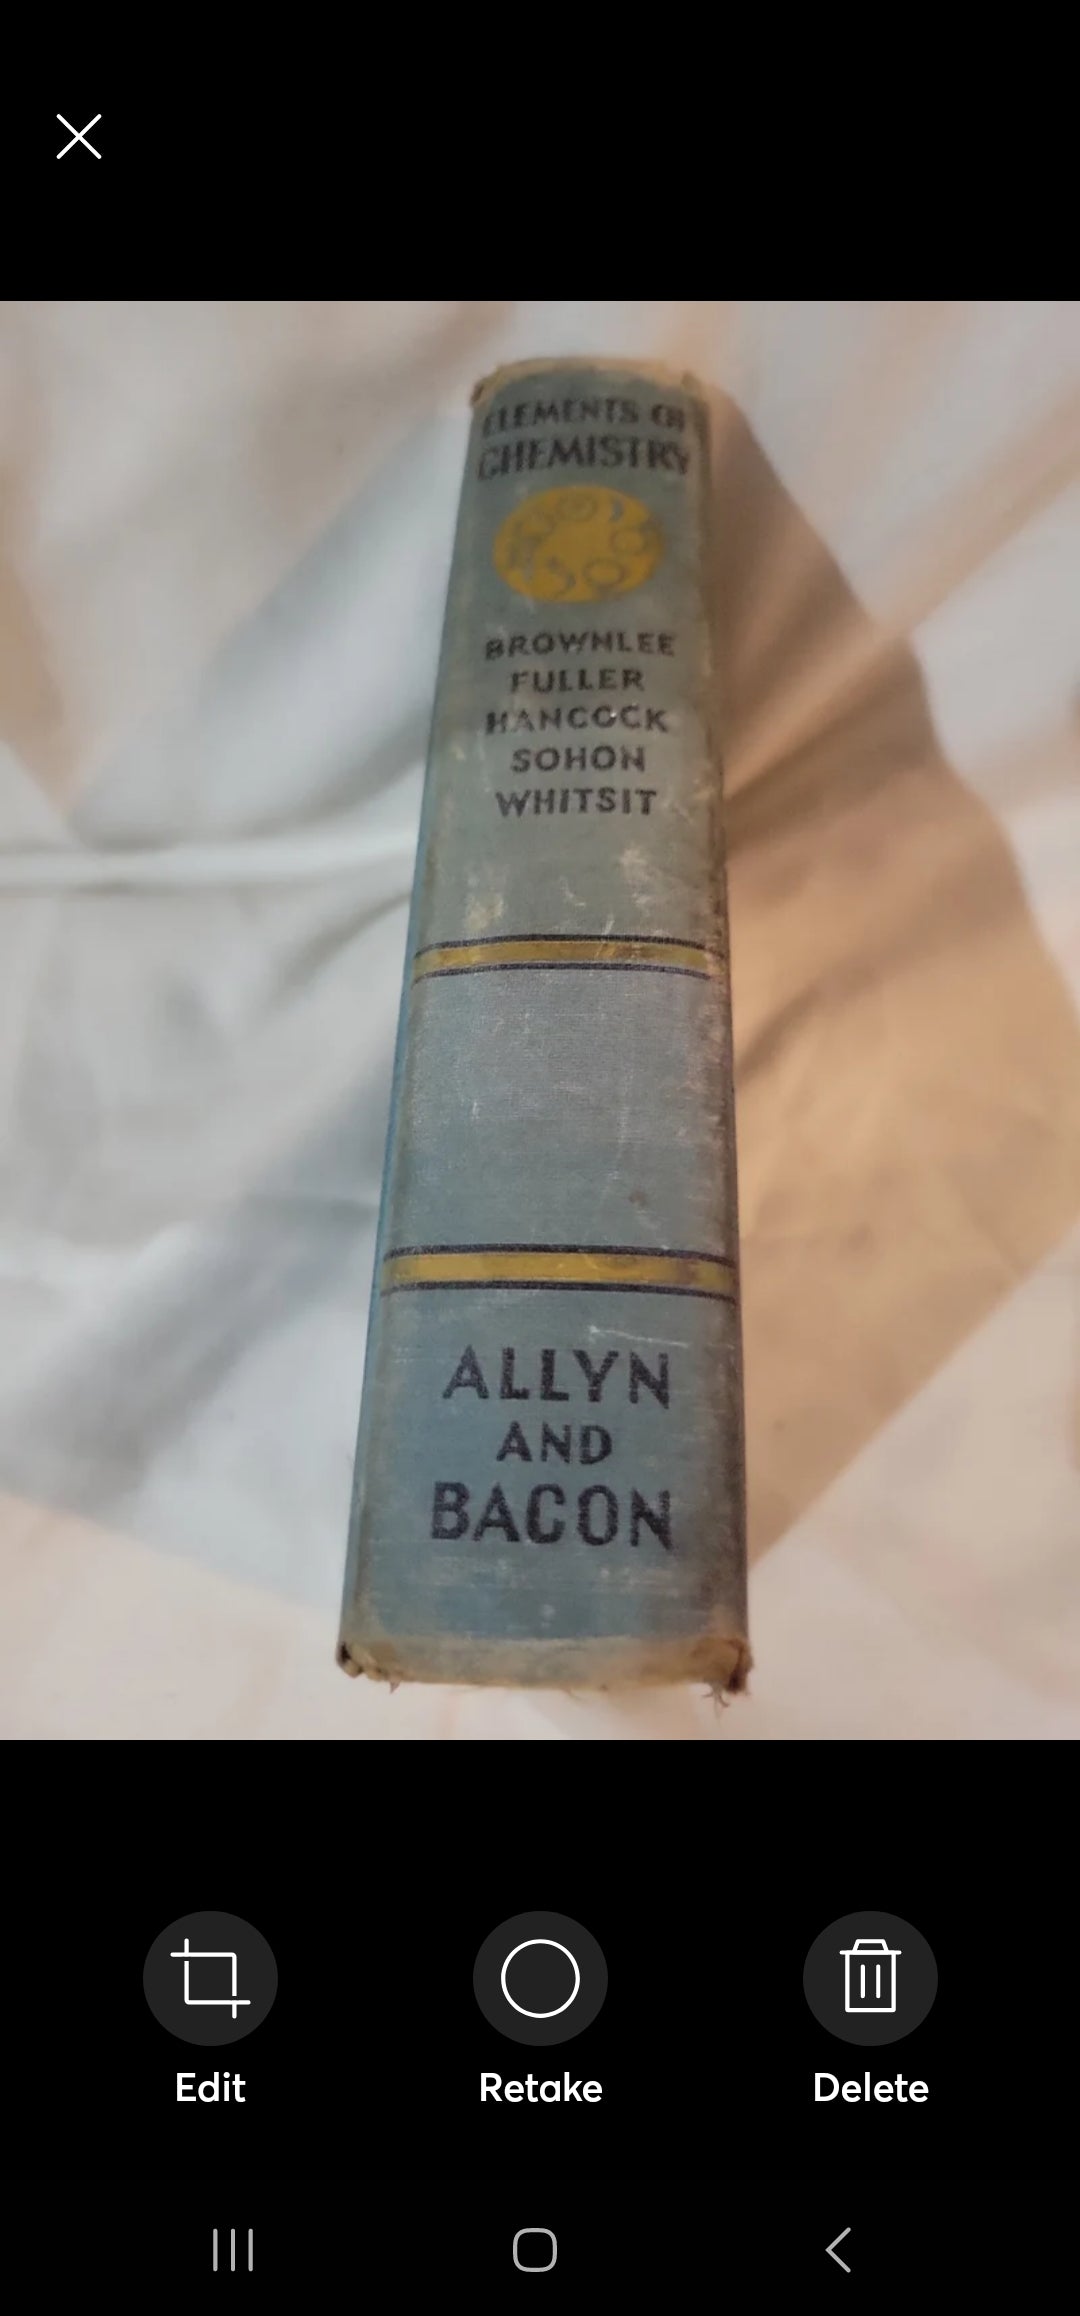 ELEMENTS OF
CHEMISTRY
BROWNLEE
FULLER
HANCOCK
SOHON
WHITSIT
ALLYN
AND
BACON
Edit
Retake
Delete